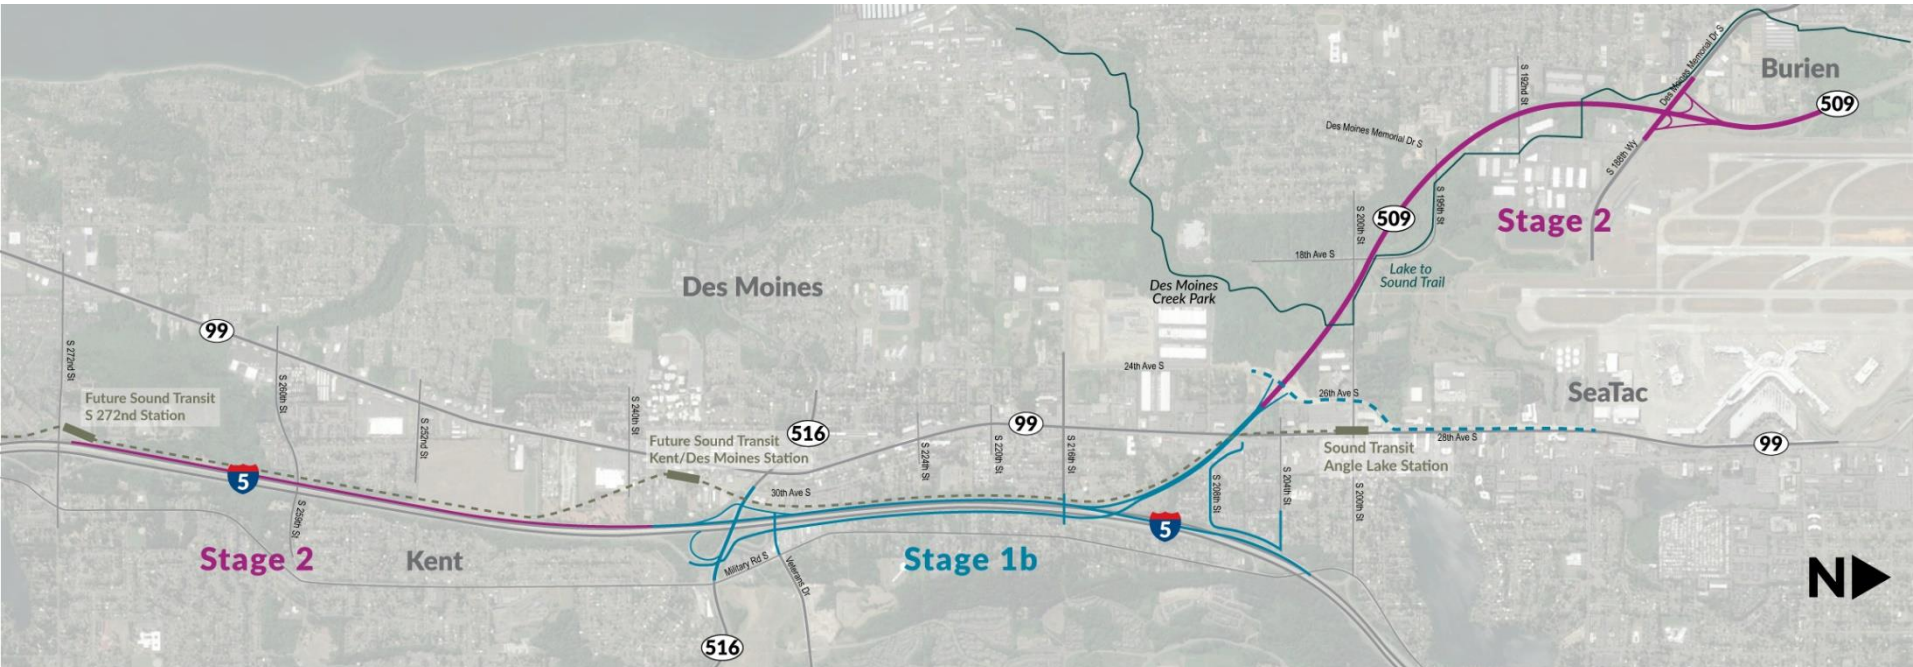 Des Moines Memorial Dr S
Burien
509
S 192nd St
Des Moines Memorial Dr S
S 188th Wy
S 195th St
509
Stage 2
S 200th St
18th Ave S
Lake to
Sound Trail
Des Moines
Creek Park
Des Moines
99
S 272nd St
24th Ave S
26th Ave S
SeaTac
Future Sound Transit
S 272nd Station
S 260th St
S 252nd St
S 240th St
516
99
Future Sound Transit
Kent/Des Moines Station
S 224th St
S 220th St
S 216th St
28th Ave S
99
Sound Transit
Angle Lake Station
5
30th Ave S
S 208th St
S 204th St
S 200th St
S 259th St
5
Stage 2
Kent
Military Rd S
Veterans Dr
Stage 1b
N
516